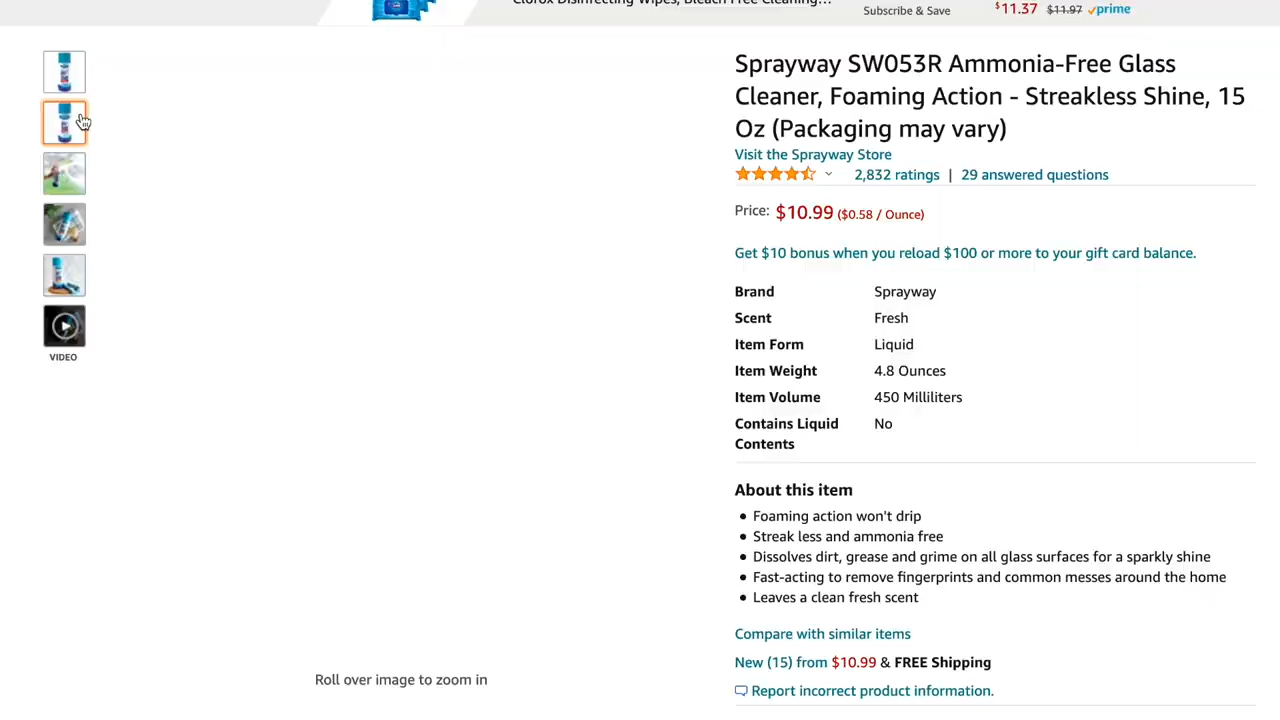 Clorox Disinfecting Wipes, Bleach Free Cleaning...
Subscribe & Save
$11.37 $11.97 prime
Sprayway SW053R Ammonia-Free Glass
Cleaner, Foaming Action - Streakless Shine, 15
Oz (Packaging may vary)
Visit the Sprayway Store
2,832 ratings | 29 answered questions
Price: $10.99 ($0.58 / Ounce)
Get $10 bonus when you reload $100 or more to your gift card balance.
Brand Sprayway
Scent Fresh
Item Form Liquid
Item Weight 4.8 Ounces
Item Volume 450 Milliliters
Contains Liquid No
Contents
About this item
• Foaming action won't drip
• Streak less and ammonia free
• Dissolves dirt, grease and grime on all glass surfaces for a sparkly shine
• Fast-acting to remove fingerprints and common messes around the home
• Leaves a clean fresh scent
Compare with similar items
New (15) from $10.99 & FREE Shipping
Report incorrect product information.
VIDEO
Roll over image to zoom in